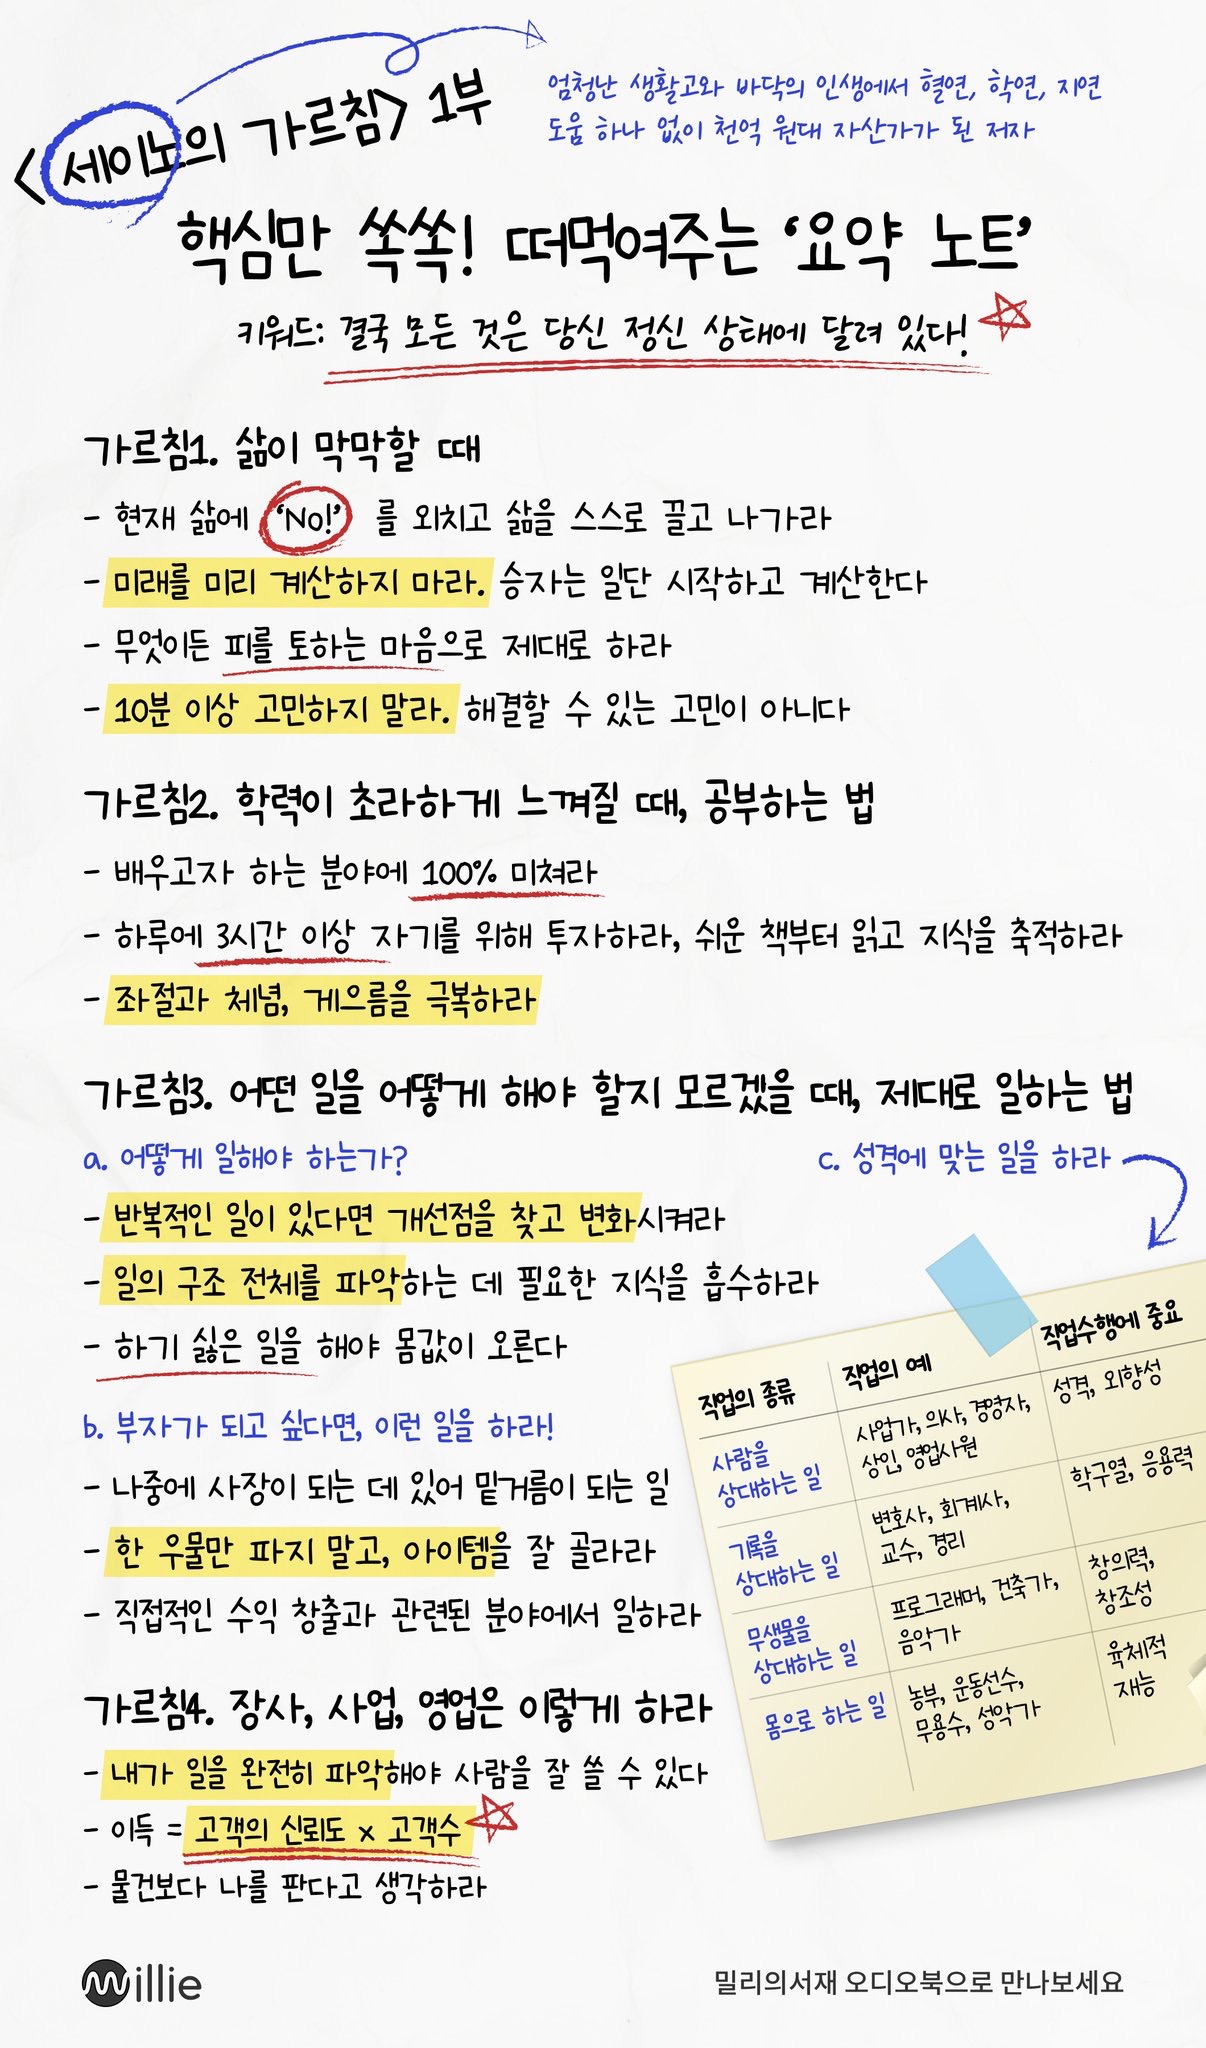 <세이노의 가르침> 1부
엄청난 생활고와 바닥의 인생에서 혈연, 학연, 지연
도움 하나 없이 천억 원대 자산가가 된 저자
핵심만 쏙쏙! 떠먹여주는 ‘요약 노트’
키워드: 결국 모든 것은 당신 정신 상태에 달려 있다!
가르침1. 삶이 막막할 때
- 현재 삶에 ‘No!’ 를 외치고 삶을 스스로 끌고 나가라
- 미래를 미리 계산하지 마라. 승자는 일단 시작하고 계산한다
- 무엇이든 피를 토하는 마음으로 제대로 하라
- 10분 이상 고민하지 말라. 해결할 수 있는 고민이 아니다
가르침2. 학력이 초라하게 느껴질 때, 공부하는 법
- 배우고자 하는 분야에 100% 미쳐라
- 하루에 3시간 이상 자기를 위해 투자하라, 쉬운 책부터 읽고 지식을 축적하라
- 좌절과 체념, 게으름을 극복하라
가르침3. 어떤 일을 어떻게 해야 할지 모르겠을 때, 제대로 일하는 법
a. 어떻게 일해야 하는가?
- 반복적인 일이 있다면 개선점을 찾고 변화시켜라
- 일의 구조 전체를 파악하는 데 필요한 지식을 흡수하라
- 하기 싫은 일을 해야 몸값이 오른다
b. 부자가 되고 싶다면, 이런 일을 하라!
- 나중에 사장이 되는 데 있어 밑거름이 되는 일
- 한 우물만 파지 말고, 아이템을 잘 골라라
- 직접적인 수익 창출과 관련된 분야에서 일하라
c. 성격에 맞는 일을 하라
직업의 종류 직업의 예 직업수행에 중요
사람을
상대하는 일
사업가, 의사, 경영자,
상인, 영업사원
성격, 외향성
기록을
상대하는 일
변호사, 회계사,
교수, 경리
학구열, 응용력
무생물을
상대하는 일
프로그래머, 건축가,
음악가
창의력,
창조성
몸으로 하는 일
농부, 운동선수,
무용수, 성악가
육체적
재능
가르침4. 장사, 사업, 영업은 이렇게 하라
- 내가 일을 완전히 파악해야 사람을 잘 쓸 수 있다
- 이득 = 고객의 신뢰도 x 고객수
- 물건보다 나를 판다고 생각하라
millie
밀리의서재 오디오북으로 만나보세요